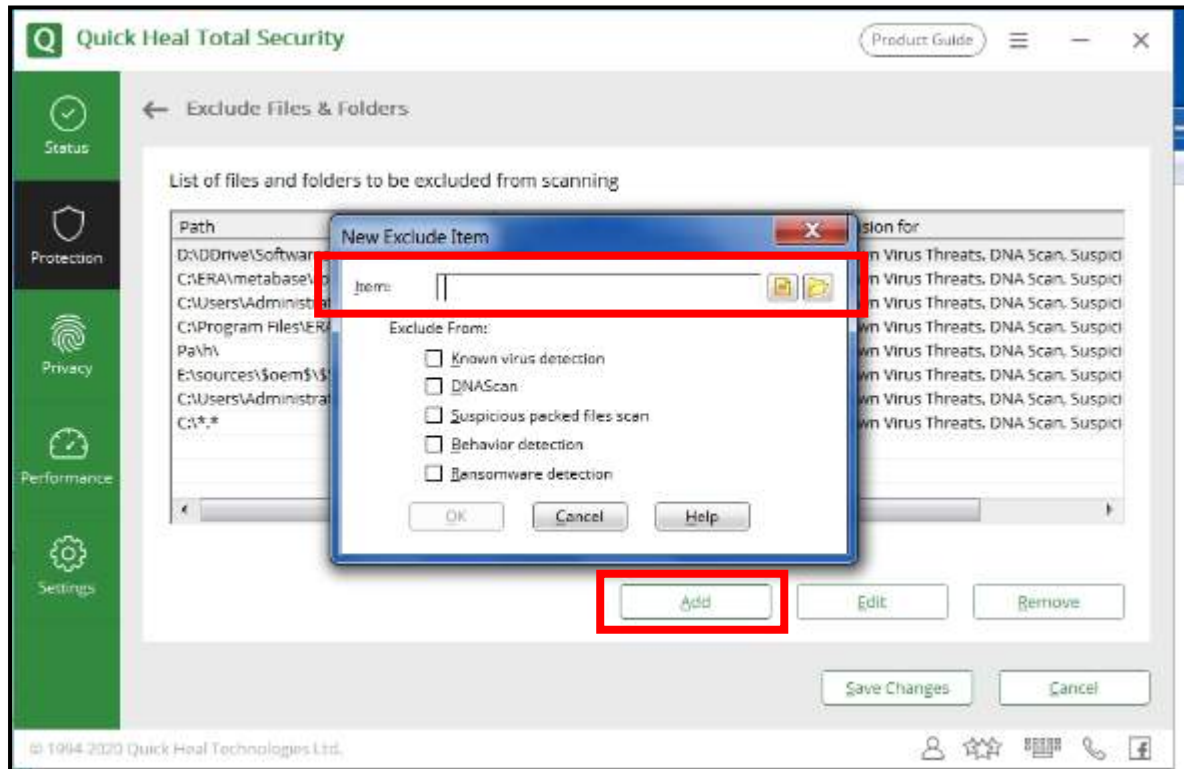 Q Quick Heal Total Security
Product Guide
Status
Protection
Privacy
Performance
Settings
Exclude Files & Folders
List of files and folders to be excluded from scanning
Path
sion for
D:\DDrive\Softwar
wn Virus Threats, DNA Scan, Suspici
C:\ERA\metabase\
wn Virus Threats, DNA Scan, Suspici
C:\Users\Administrat
wn Virus Threats, DNA Scan, Suspici
C:\Program Files\ERA
wn Virus Threats, DNA Scan, Suspici
Pa\h\
wn Virus Threats, DNA Scan, Suspici
E:\sources\$oem$\$
wn Virus Threats, DNA Scan, Suspici
C:\Users\Administrat
wn Virus Threats, DNA Scan, Suspici
C:\*.*
wn Virus Threats, DNA Scan, Suspici
New Exclude Item
Item:
Exclude From:
Known virus detection
DNAScan
Suspicious packed files scan
Behavior detection
Ransomware detection
OK Cancel Help
Add Edit Remove
Save Changes Cancel
© 1994-2020 Quick Heal Technologies Ltd.
f